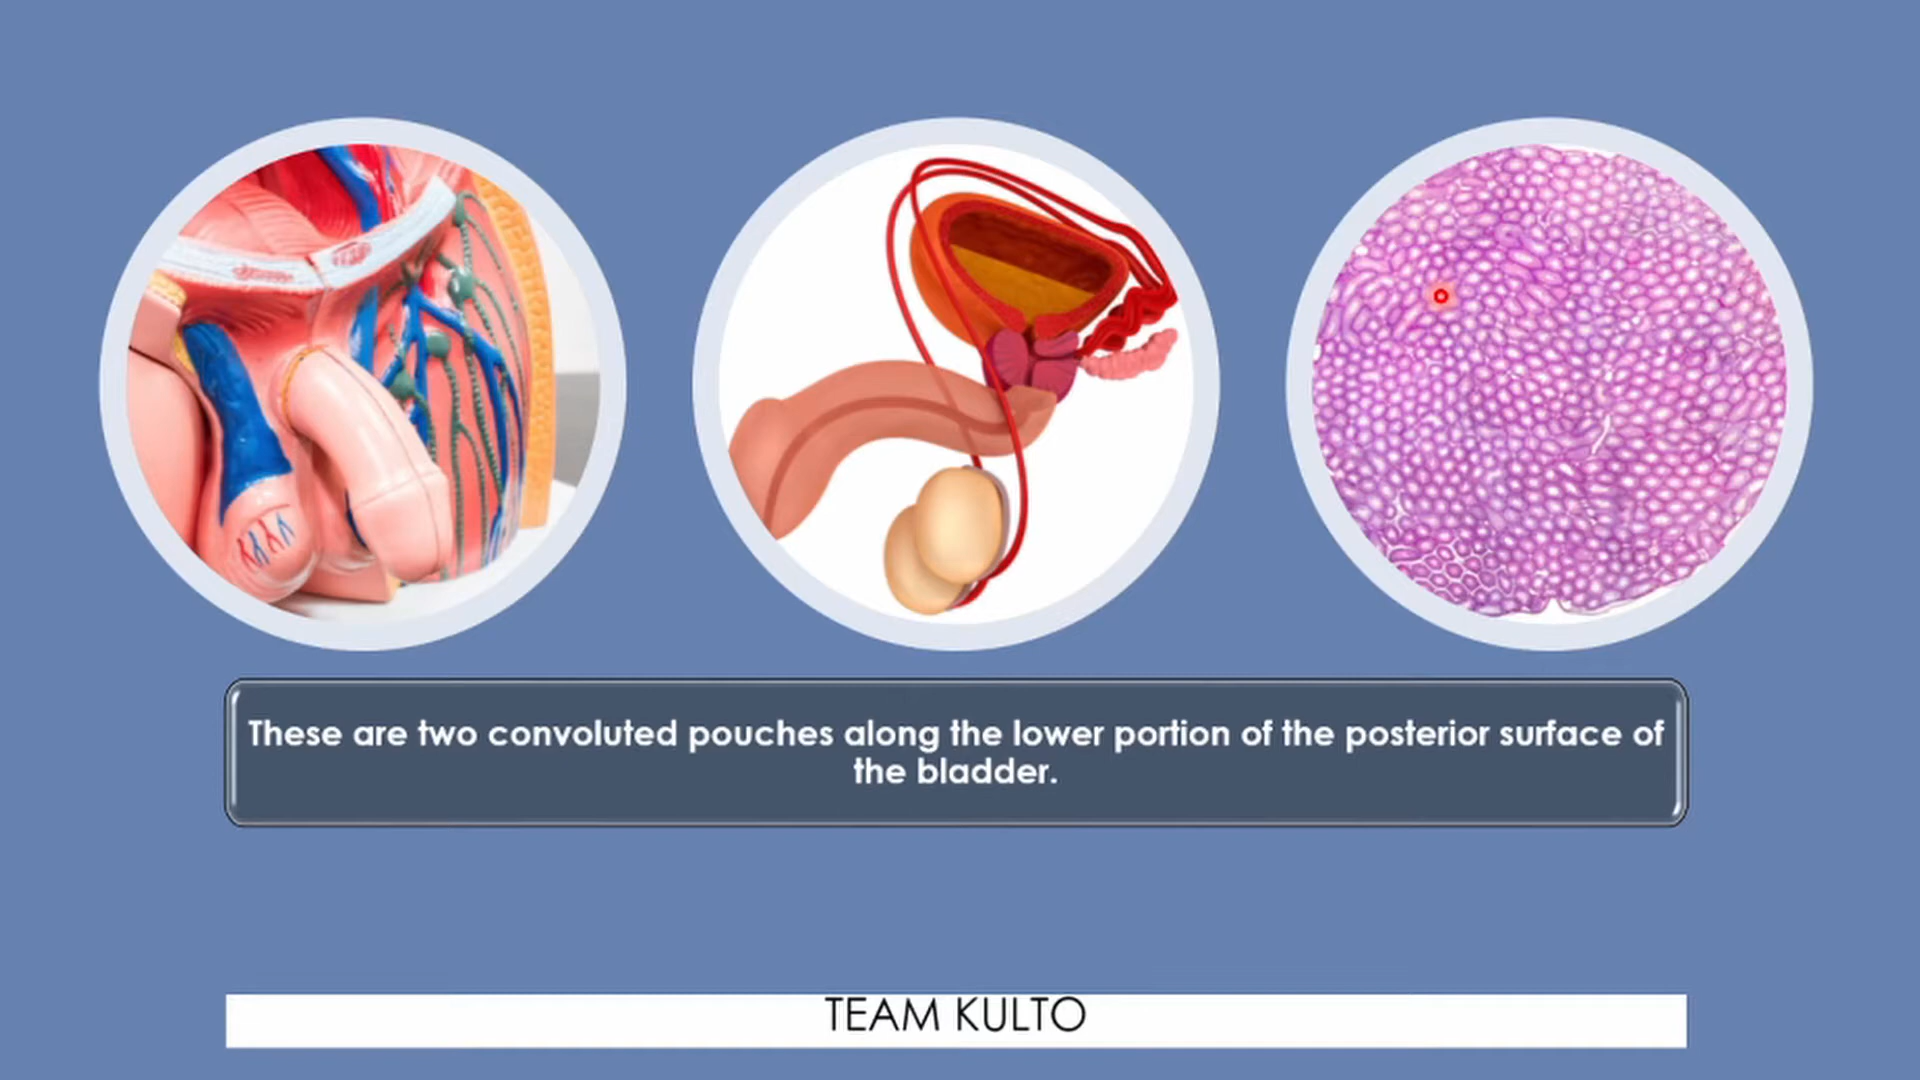 These are two convoluted pouches along the lower portion of the posterior surface of
the bladder.
TEAM KULTO